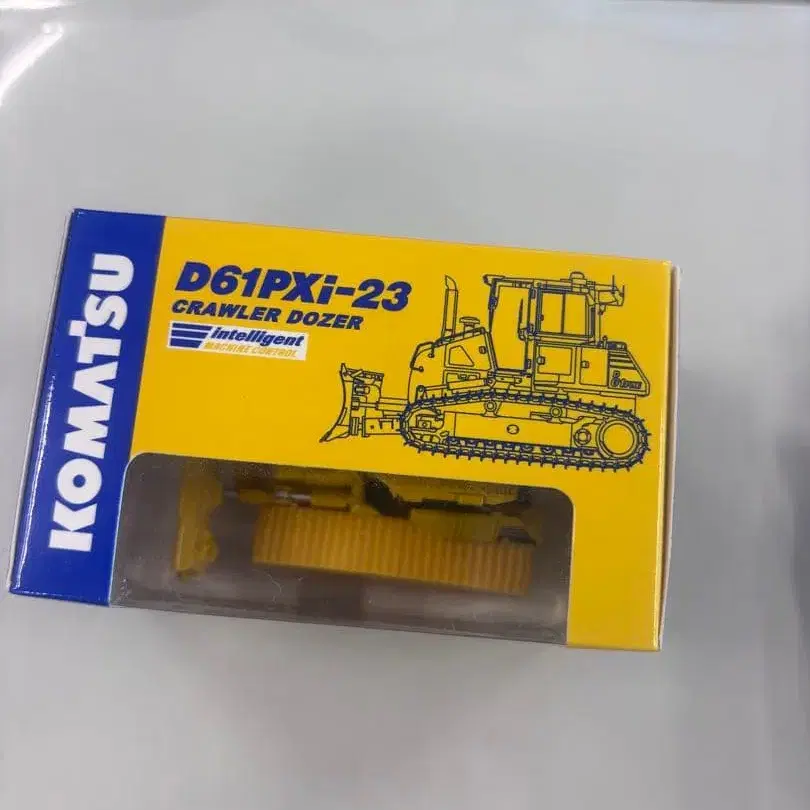 KOMATSU
D61PXi-23
CRAWLER DOZER
intelligent
MACHINE CONTROL